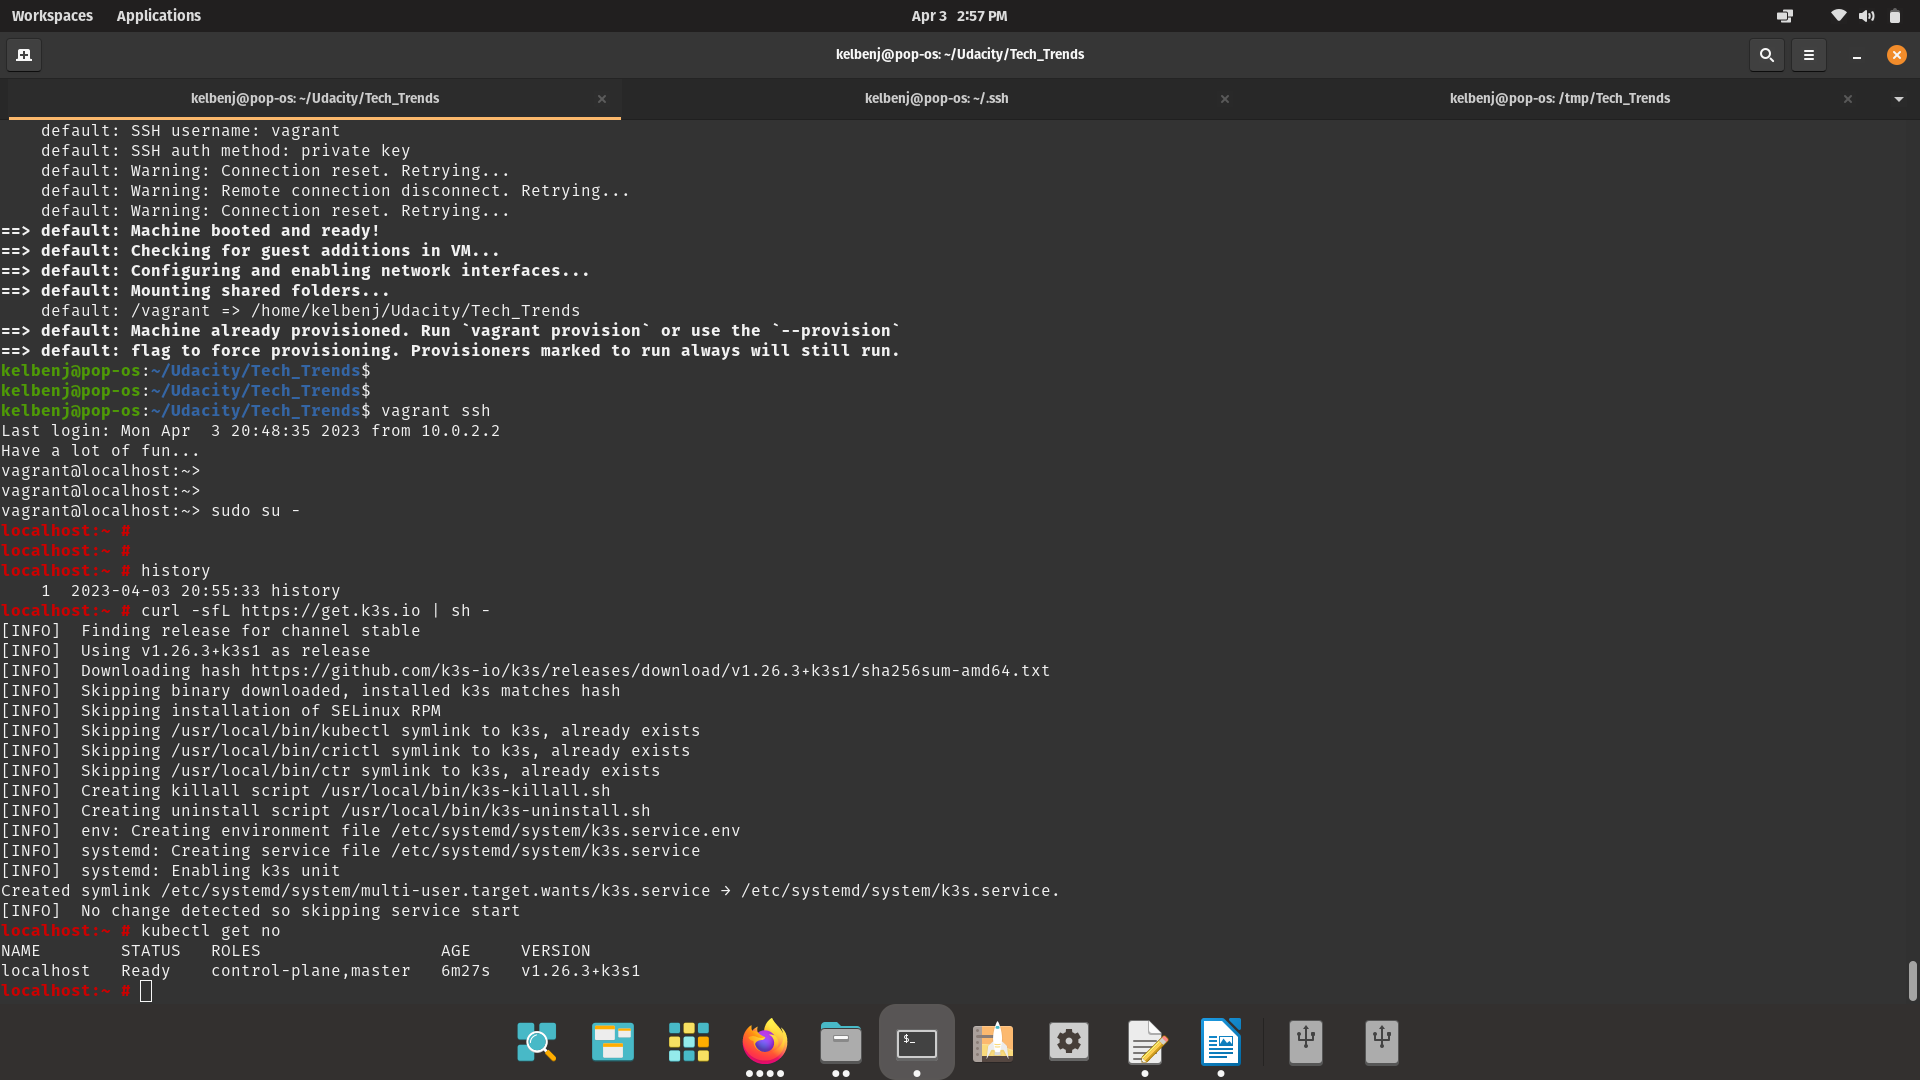 Workspaces Applications Apr 3 2:57 PM
kelbenj@pop-os: ~/Udacity/Tech_Trends
kelbenj@pop-os: ~/Udacity/Tech_Trends kelbenj@pop-os: ~/.ssh kelbenj@pop-os: /tmp/Tech_Trends
    default: SSH username: vagrant
    default: SSH auth method: private key
    default: Warning: Connection reset. Retrying...
    default: Warning: Remote connection disconnect. Retrying...
    default: Warning: Connection reset. Retrying...
==> default: Machine booted and ready!
==> default: Checking for guest additions in VM...
==> default: Configuring and enabling network interfaces...
==> default: Mounting shared folders...
    default: /vagrant => /home/kelbenj/Udacity/Tech_Trends
==> default: Machine already provisioned. Run `vagrant provision` or use the `--provision`
==> default: flag to force provisioning. Provisioners marked to run always will still run.
kelbenj@pop-os:~/Udacity/Tech_Trends$
kelbenj@pop-os:~/Udacity/Tech_Trends$
kelbenj@pop-os:~/Udacity/Tech_Trends$ vagrant ssh
Last login: Mon Apr  3 20:48:35 2023 from 10.0.2.2
Have a lot of fun...
vagrant@localhost:~>
vagrant@localhost:~>
vagrant@localhost:~> sudo su -
localhost:~ #
localhost:~ #
localhost:~ # history
    1  2023-04-03 20:55:33 history
localhost:~ # curl -sfL https://get.k3s.io | sh -
[INFO]  Finding release for channel stable
[INFO]  Using v1.26.3+k3s1 as release
[INFO]  Downloading hash https://github.com/k3s-io/k3s/releases/download/v1.26.3+k3s1/sha256sum-amd64.txt
[INFO]  Skipping binary downloaded, installed k3s matches hash
[INFO]  Skipping installation of SELinux RPM
[INFO]  Skipping /usr/local/bin/kubectl symlink to k3s, already exists
[INFO]  Skipping /usr/local/bin/crictl symlink to k3s, already exists
[INFO]  Skipping /usr/local/bin/ctr symlink to k3s, already exists
[INFO]  Creating killall script /usr/local/bin/k3s-killall.sh
[INFO]  Creating uninstall script /usr/local/bin/k3s-uninstall.sh
[INFO]  env: Creating environment file /etc/systemd/system/k3s.service.env
[INFO]  systemd: Creating service file /etc/systemd/system/k3s.service
[INFO]  systemd: Enabling k3s unit
Created symlink /etc/systemd/system/multi-user.target.wants/k3s.service → /etc/systemd/system/k3s.service.
[INFO]  No change detected so skipping service start
localhost:~ # kubectl get no
NAME        STATUS   ROLES                  AGE     VERSION
localhost   Ready    control-plane,master   6m27s   v1.26.3+k3s1
localhost:~ #
$_